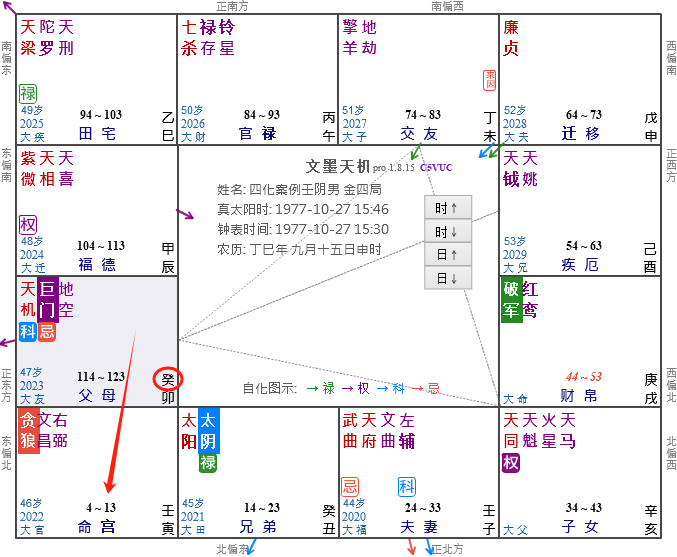 正南方
南偏西
南偏东
西偏南
东偏南
正西方
正东方
西偏北
东偏北
北偏西
北偏东
正北方
天陀天
梁罗刑
禄
49岁
2025
大疾
94～103
田宅
乙
巳
七禄铃
杀存星
50岁
2026
大财
84～93
官禄
丙
午
擎地
羊劫
51岁
2027
大子
74～83
交友
丁
未
廉
贞
52岁
2028
大夫
64～73
迁移
戊
申
紫天天
微相喜
权
48岁
2024
大迁
104～113
福德
甲
辰
文墨天机 pro 1.8.15 C5VUC
姓名: 四化案例壬阴男 金四局
真太阳时: 1977-10-27 15:46
钟表时间: 1977-10-27 15:30
农历: 丁巳年 九月十五日申时
时↑
时↓
日↑
日↓
自化图示: →禄 →权 →科 →忌
天钺
天姚
53岁
2029
大兄
54～63
疾厄
己
酉
天巨地
机门空
科忌
47岁
2023
大仆
114～123
父母
癸
卯
破红
军鸾
大命
44～53
财帛
庚
戌
贪文右
狼昌弼
46岁
2022
大官
4～13
命宫
壬
寅
太太
阳阴
禄
45岁
2021
大田
14～23
兄弟
癸
丑
武天文左
曲府曲辅
忌 科
44岁
2020
大福
24～33
夫妻
壬
子
天天火天
同魁星马
权
大父
34～43
子女
辛
亥